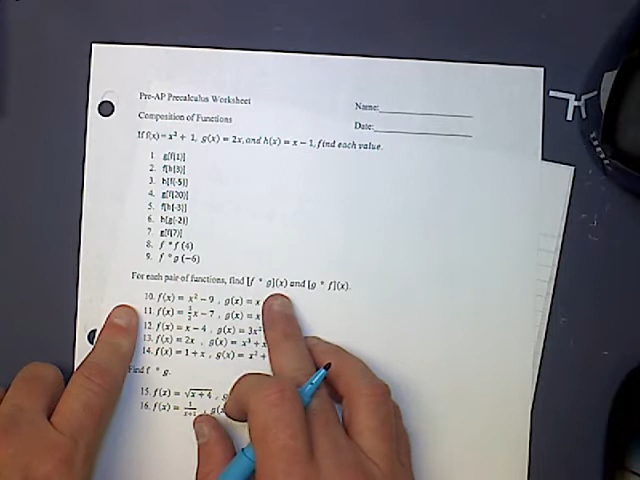 Pre-AP Precalculus Worksheet
Name:
Composition of Functions
Date:
If f(x) = x² + 1, g(x) = 2x, and h(x) = x − 1, find each value.
1. g[f(1)]
2. f[h(3)]
3. h[f(-5)]
4. g[f(20)]
5. f[h(-3)]
6. h[g(-2)]
7. g[f(7)]
8. f ∘ f (4)
9. f ∘ g (−6)
For each pair of functions, find [f ∘ g](x) and [g ∘ f](x).
10. f(x) = x² − 9 , g(x) = x
11. f(x) = ½x − 7 , g(x) = x
12. f(x) = x − 4 , g(x) = 3x²
13. f(x) = 2x , g(x) = x³ + x
14. f(x) = 1 + x , g(x) = x² +
Find f ∘ g.
15. f(x) = √(x + 4) ,
16. f(x) = , g(x)